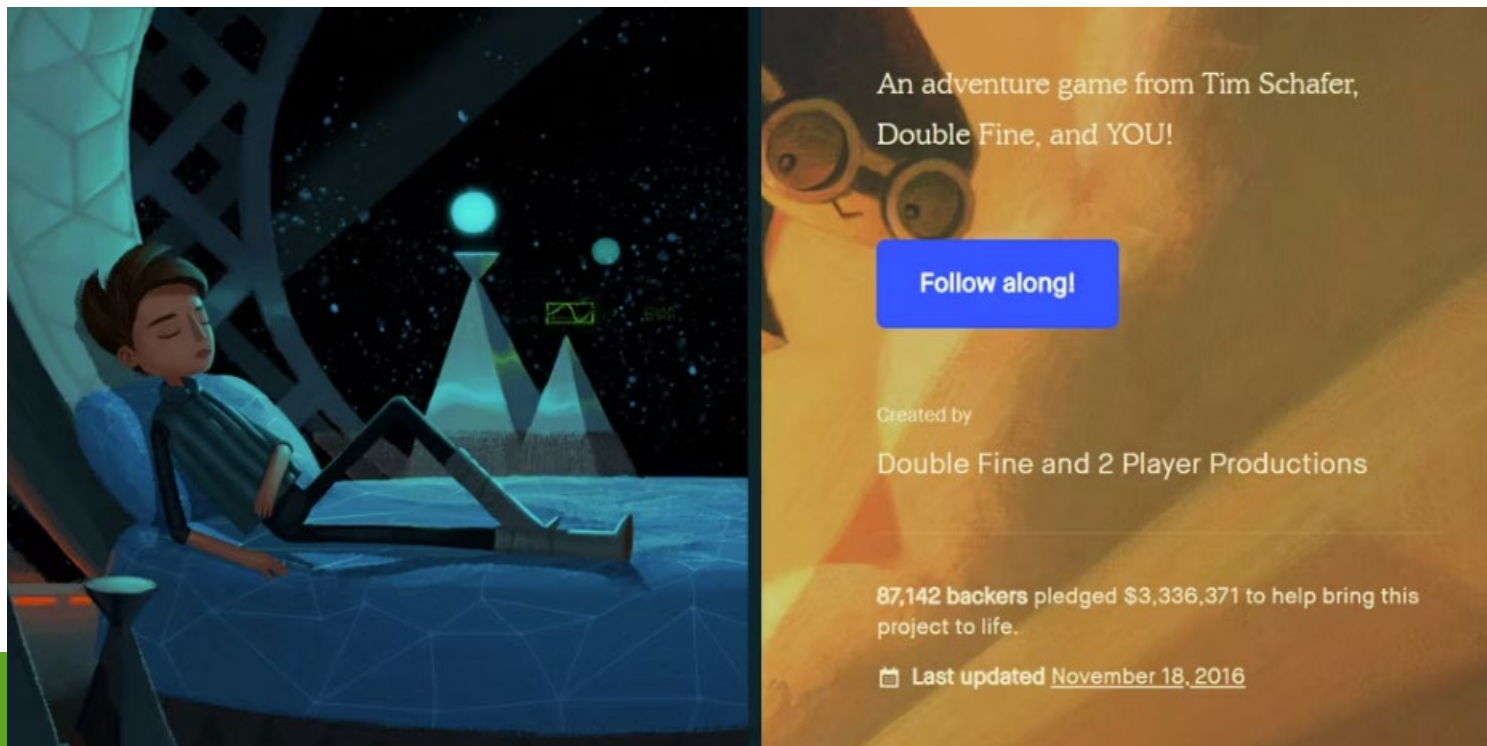 An adventure game from Tim Schafer,
Double Fine, and YOU!
Follow along!
Created by
Double Fine and 2 Player Productions
87,142 backers pledged $3,336,371 to help bring this
project to life.
Last updated November 18, 2016